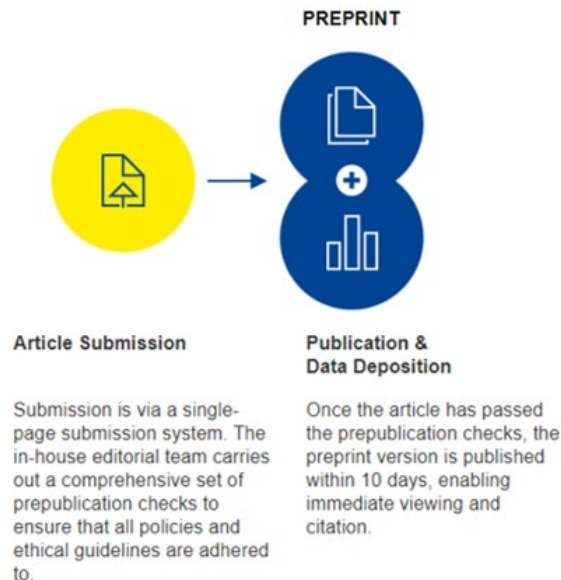 PREPRINT
Article Submission
Submission is via a single-
page submission system. The
in-house editorial team carries
out a comprehensive set of
prepublication checks to
ensure that all policies and
ethical guidelines are adhered
to.
Publication &
Data Deposition
Once the article has passed
the prepublication checks, the
preprint version is published
within 10 days, enabling
immediate viewing and
citation.